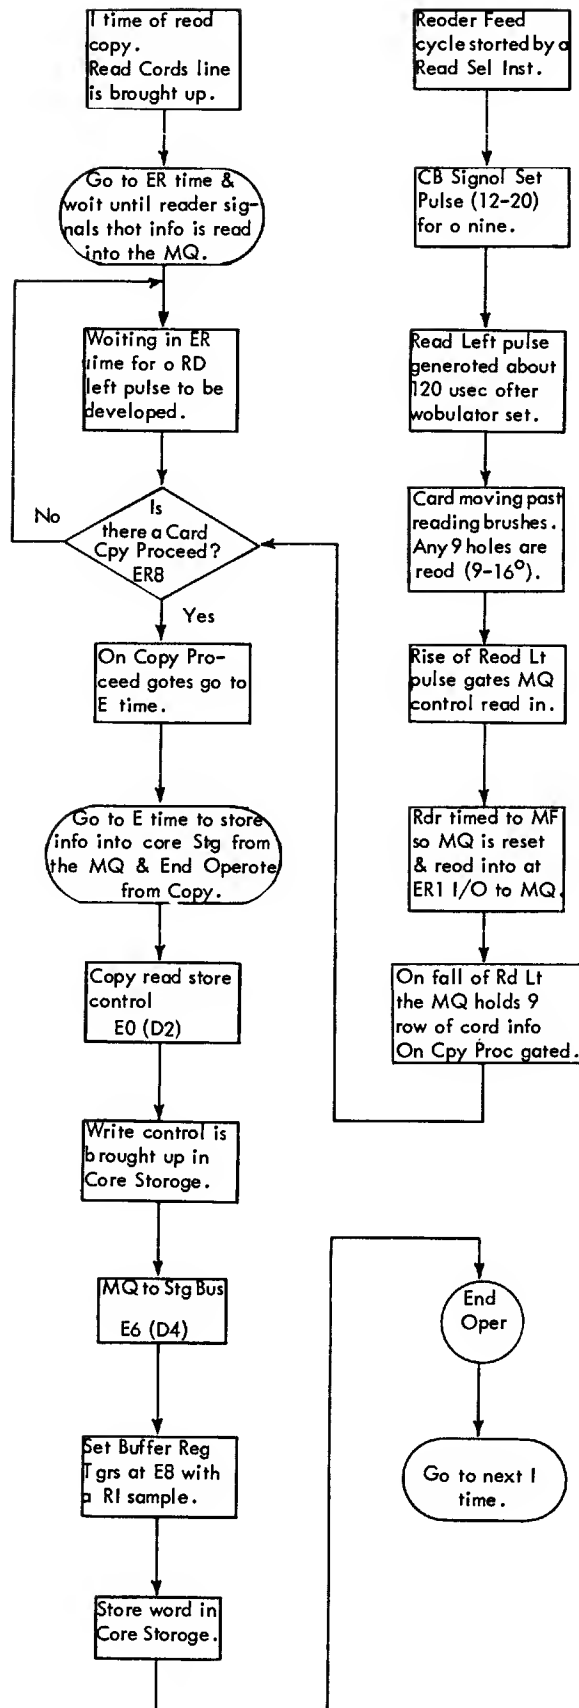 I time of reod
copy.
Read Cords line
is brought up.
Go to ER time &
woit until reader sig-
nals thot info is read
into the MQ.
Woiting in ER
time for o RD
left pulse to be
developed.
No
Is
there a Card
Cpy Proceed?
ER8
Yes
On Copy Pro-
ceed gotes go to
E time.
Go to E time to store
info into core Stg from
the MQ & End Operote
from Copy.
Copy read store
control
E0 (D2)
Write control is
brought up in
Core Storoge.
MQ to Stg Bus
E6 (D4)
Set Buffer Reg
Tgrs at E8 with
a RI sample.
Store word in
Core Storoge.
Reoder Feed
cycle storted by a
Read Sel Inst.
CB Signol Set
Pulse (12-20)
for o nine.
Read Left pulse
generoted about
120 usec ofter
wobulator set.
Card moving past
reading brushes.
Any 9 holes are
reod (9-16°).
Rise of Reod Lt
pulse gates MQ
control read in.
Rdr timed to MF
so MQ is reset
& reod into at
ER1 I/O to MQ.
On fall of Rd Lt
the MQ holds 9
row of cord info
On Cpy Proc gated.
End
Oper
Go to next I
time.